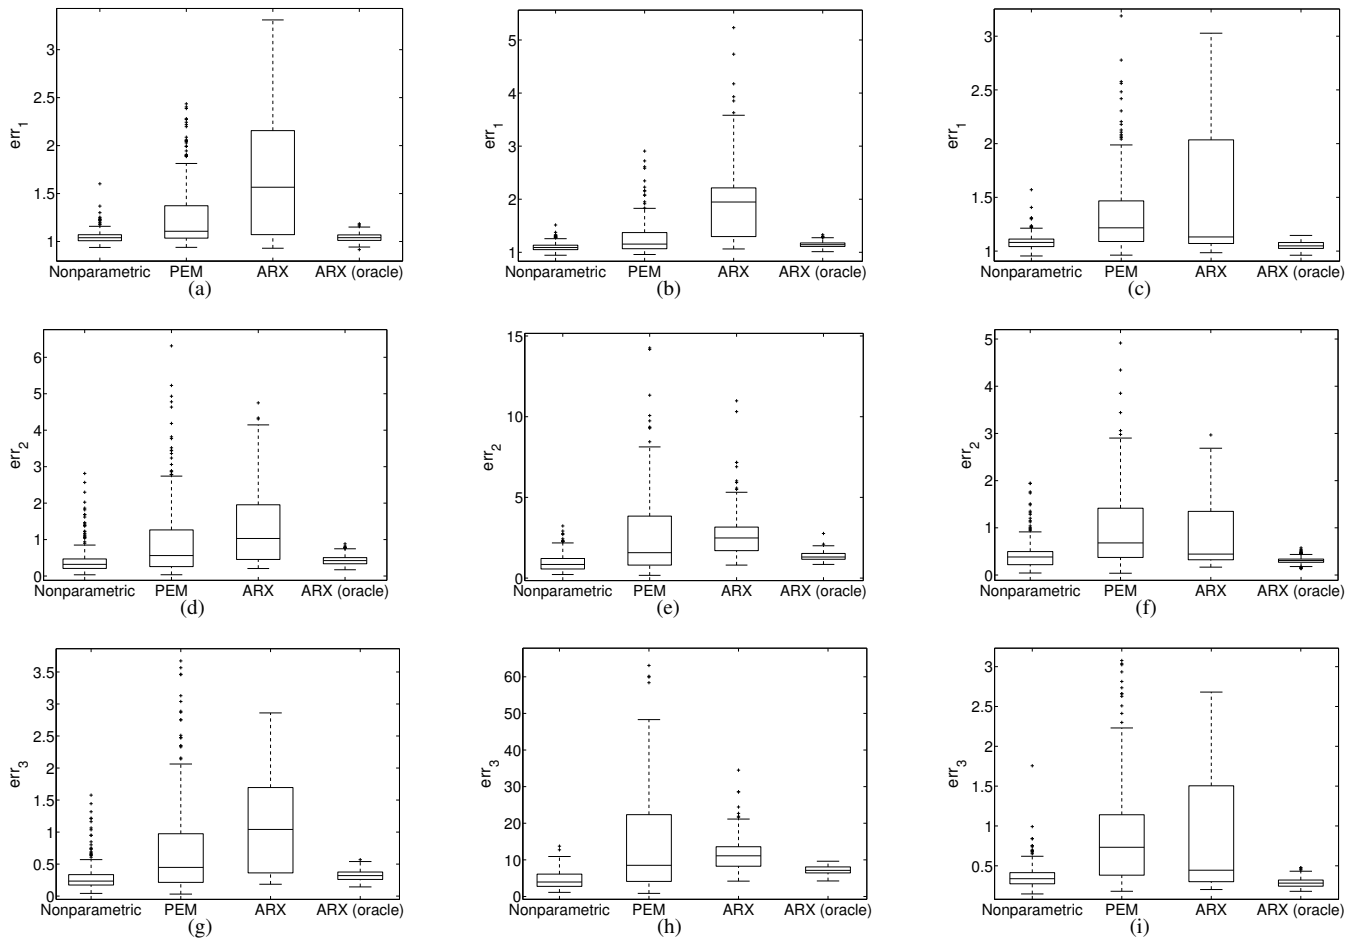 err1
3
2.5
2
1.5
1
Nonparametric PEM ARX ARX (oracle)
(a)
err1
5
4
3
2
1
Nonparametric PEM ARX ARX (oracle)
(b)
err1
3
2.5
2
1.5
1
Nonparametric PEM ARX ARX (oracle)
(c)
err2
6
5
4
3
2
1
0
Nonparametric PEM ARX ARX (oracle)
(d)
err2
15
10
5
0
Nonparametric PEM ARX ARX (oracle)
(e)
err2
5
4
3
2
1
0
Nonparametric PEM ARX ARX (oracle)
(f)
err3
3.5
3
2.5
2
1.5
1
0.5
0
Nonparametric PEM ARX ARX (oracle)
(g)
err3
60
50
40
30
20
10
0
Nonparametric PEM ARX ARX (oracle)
(h)
err3
3
2.5
2
1.5
1
0.5
Nonparametric PEM ARX ARX (oracle)
(i)